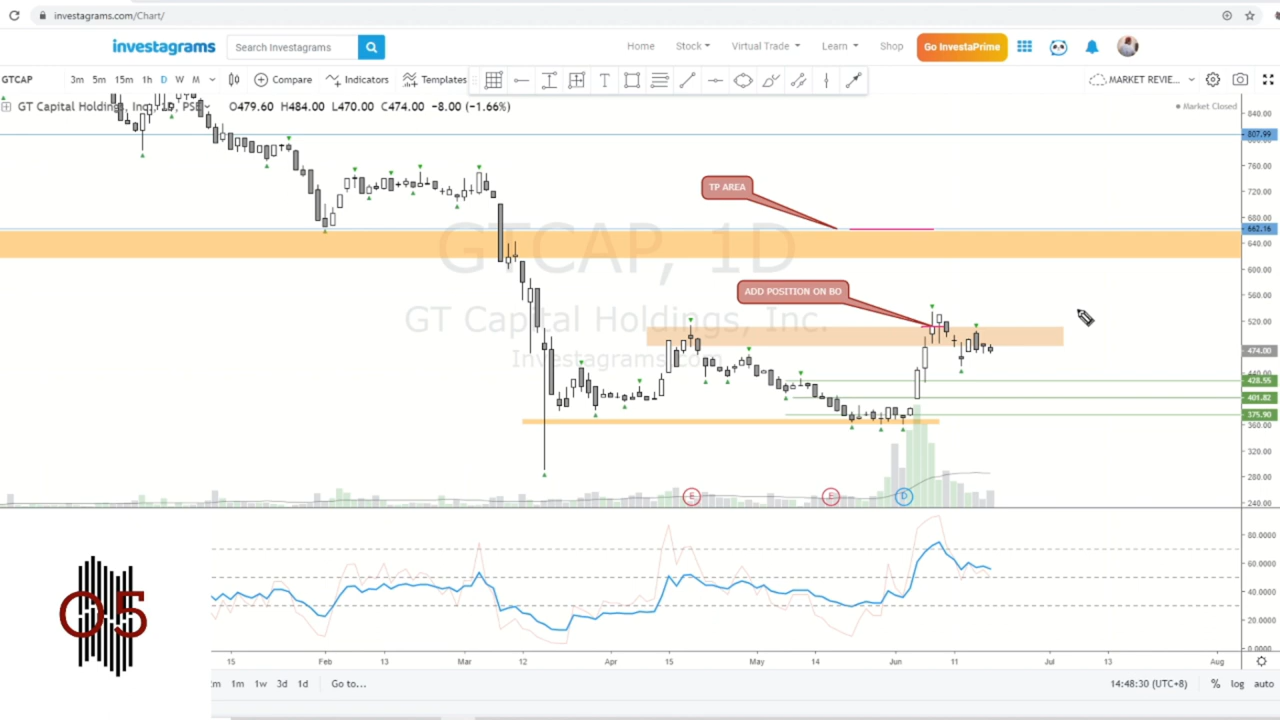 investagrams.com/Chart/
investagrams Search Investagrams Home Stock Virtual Trade Learn Shop Go InvestaPrime
GTCAP 3m 5m 15m 1h D W M Compare Indicators Templates T MARKET REVIE...
GT Capital Holdings, Inc., 1D, PSE O479.60 H484.00 L470.00 C474.00 −8.00 (−1.66%) Market Closed
840.00
807.99
760.00
TP AREA
720.00
680.00
662.16
640.00
GTCAP, 1D
600.00
ADD POSITION ON BO
560.00
GT Capital Holdings, Inc.
520.00
474.00
Investagrams.com
440.00
428.55
401.82
375.90
360.00
320.00
280.00
E E D
240.00
80.0000
60.0000
40.0000
20.0000
0.0000
O5
15 Feb 13 Mar 12 Apr 15 May 14 Jun 11 Jul 13 Aug
1m 1w 3d 1d Go to... 14:48:30 (UTC+8) % log auto